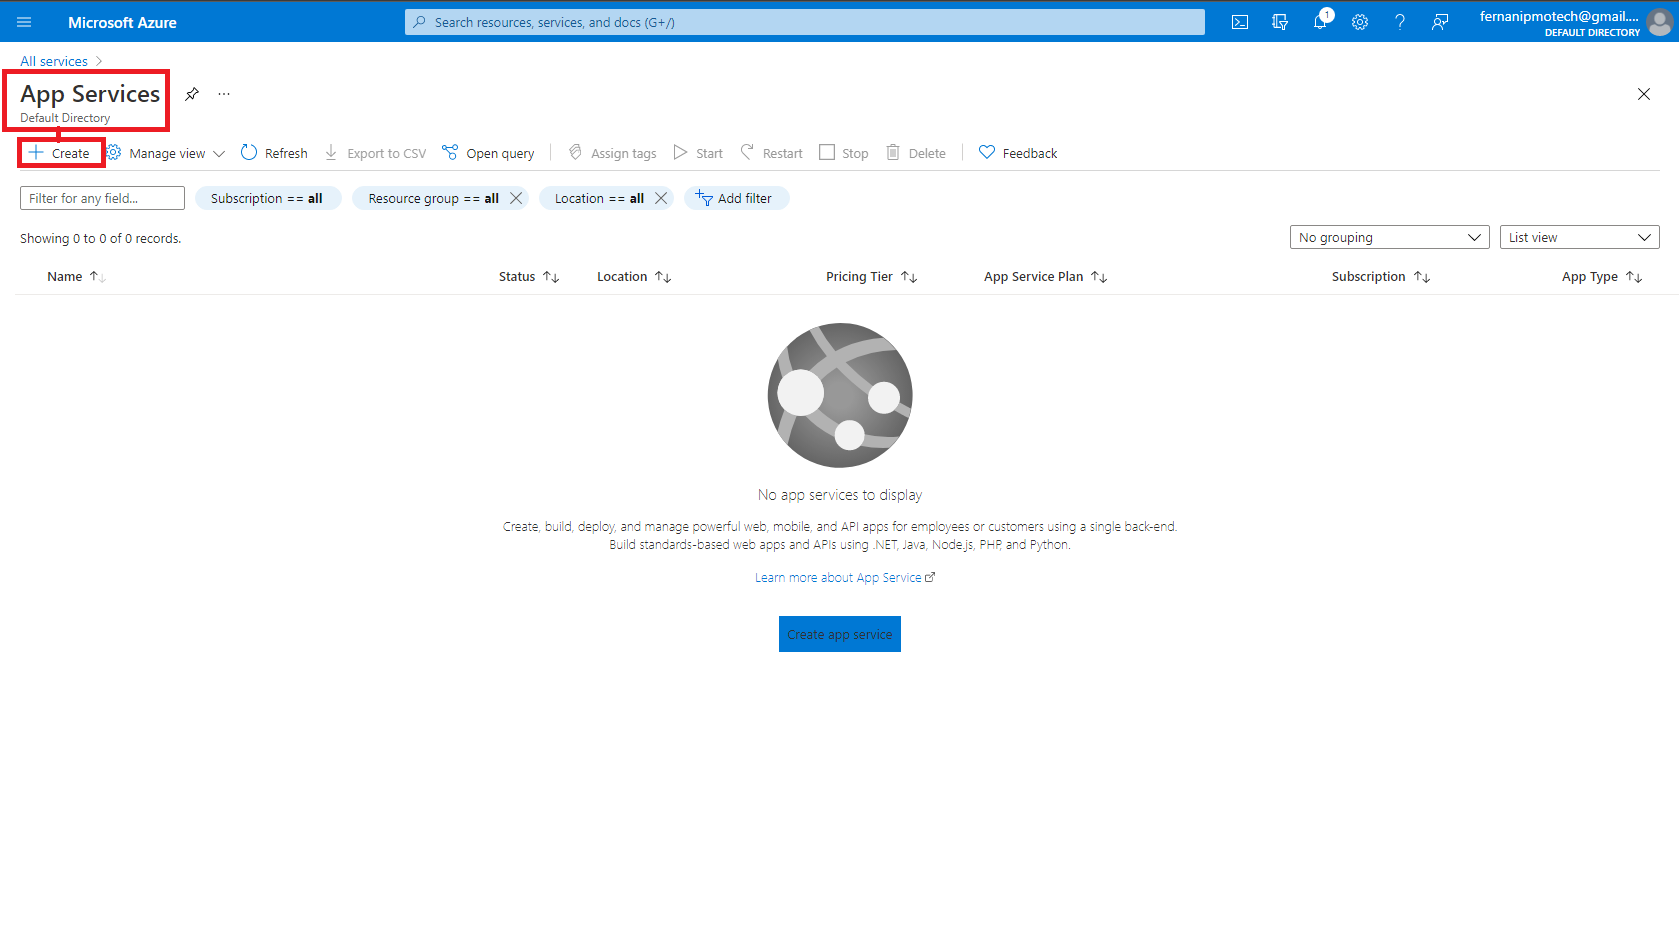 Microsoft Azure
Search resources, services, and docs (G+/)
1
fernanipmotech@gmail....
DEFAULT DIRECTORY
All services
App Services
...
Default Directory
Create Manage view Refresh Export to CSV Open query Assign tags Start Restart Stop Delete Feedback
Filter for any field... Subscription == all Resource group == all Location == all Add filter
Showing 0 to 0 of 0 records. No grouping List view
Name Status Location Pricing Tier App Service Plan Subscription App Type
No app services to display
Create, build, deploy, and manage powerful web, mobile, and API apps for employees or customers using a single back-end.
Build standards-based web apps and APIs using .NET, Java, Node.js, PHP, and Python.
Learn more about App Service
Create app service